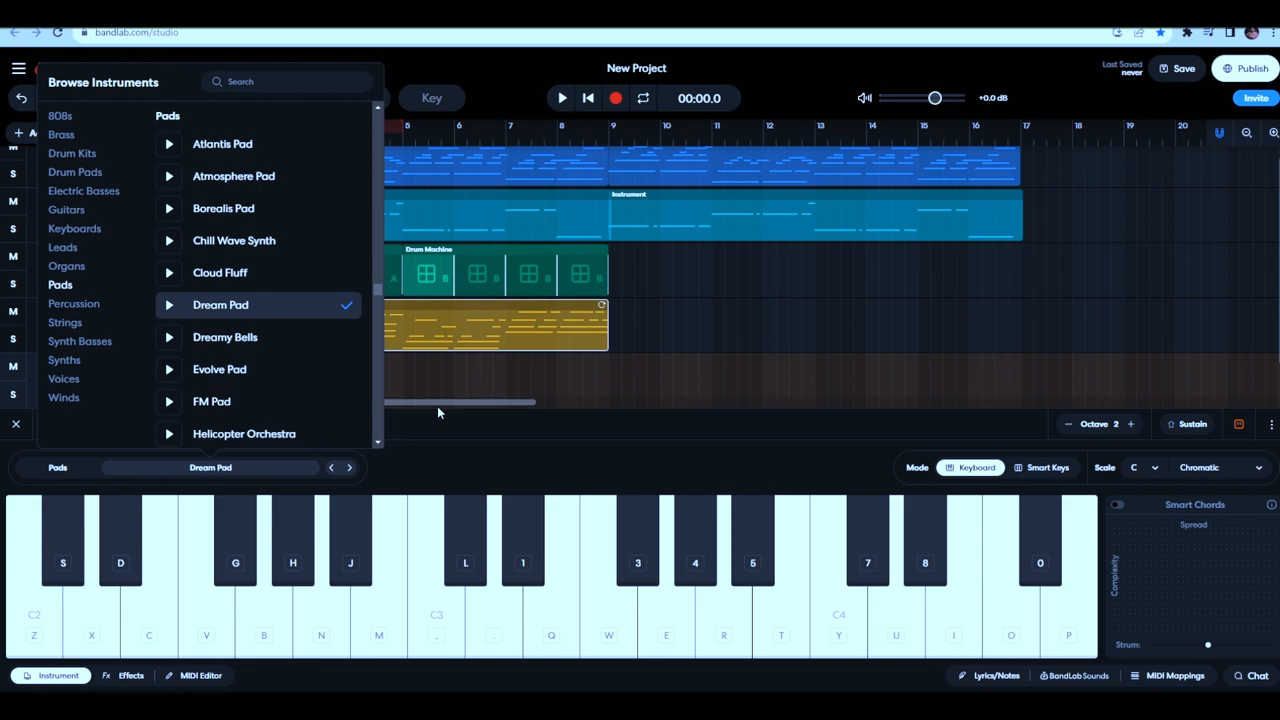 bandlab.com/studio
Browse Instruments
Search
New Project
Last Saved
never
Save
Publish
Key
00:00.0
+0.0 dB
Invite
5 6 7 8 9 10 11 12 13 14 15 16 17 18 19 20
808s
Brass
Drum Kits
Drum Pads
Electric Basses
Guitars
Keyboards
Leads
Organs
Pads
Percussion
Strings
Synth Basses
Synths
Voices
Winds
Pads
Atlantis Pad
Atmosphere Pad
Borealis Pad
Chill Wave Synth
Cloud Fluff
Dream Pad
Dreamy Bells
Evolve Pad
FM Pad
Helicopter Orchestra
M
S
M
S
M
S
M
S
M
S
Instrument
Drum Machine
A B B B B
Octave 2
Sustain
Pads
Dream Pad
Mode
Keyboard
Smart Keys
Scale
C
Chromatic
S D G H J L 1 3 4 5 7 8 0
C2 C3 C4
Z X C V B N M , . Q W E R T Y U I O P
Smart Chords
Spread
Complexity
Strum:
Instrument
Fx Effects
MIDI Editor
Lyrics/Notes
BandLab Sounds
MIDI Mappings
Chat